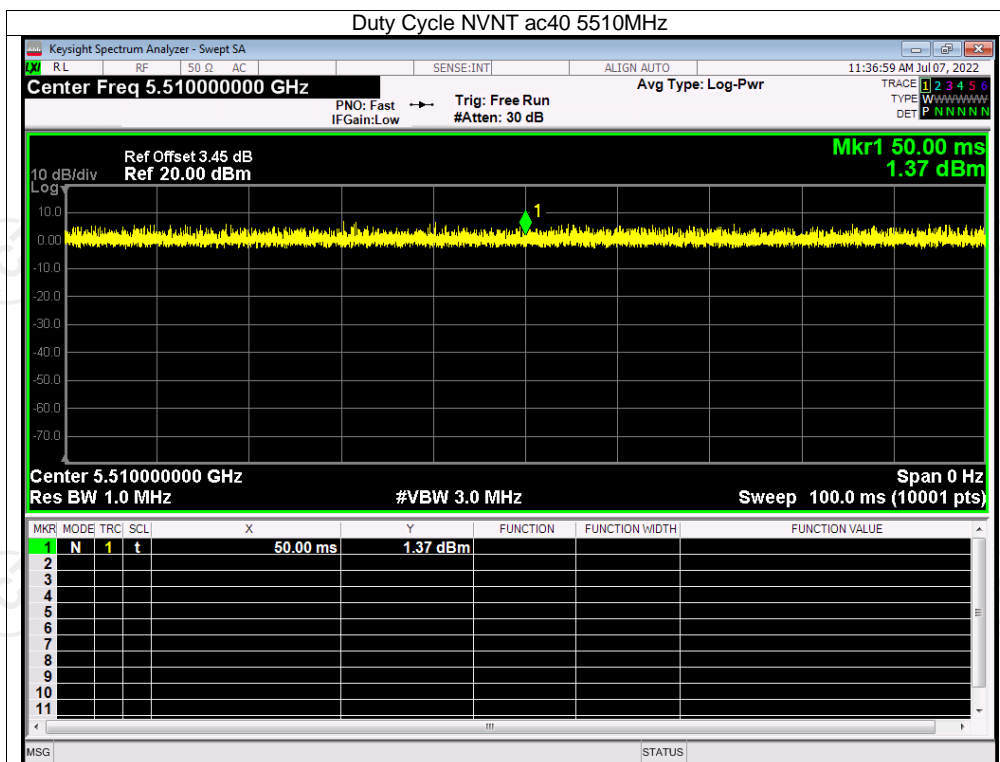 Duty Cycle NVNT ac40 5510MHz
Keysight Spectrum Analyzer - Swept SA
LXI RL RF 50 Ω AC SENSE:INT ALIGN AUTO 11:36:59 AM Jul 07, 2022
Center Freq 5.510000000 GHz Avg Type: Log-Pwr TRACE 1 2 3 4 5 6
PNO: Fast Trig: Free Run TYPE WWWWWW
IFGain:Low #Atten: 30 dB DET P N N N N N
Ref Offset 3.45 dB Mkr1 50.00 ms
10 dB/div Ref 20.00 dBm 1.37 dBm
Log
1
10.0
0.00
-10.0
-20.0
-30.0
-40.0
-50.0
-60.0
-70.0
Center 5.510000000 GHz Span 0 Hz
Res BW 1.0 MHz #VBW 3.0 MHz Sweep 100.0 ms (10001 pts)
MKR MODE TRC SCL X Y FUNCTION FUNCTION WIDTH FUNCTION VALUE
1 N 1 t 50.00 ms 1.37 dBm
2
3
4
5
6
7
8
9
10
11
MSG STATUS